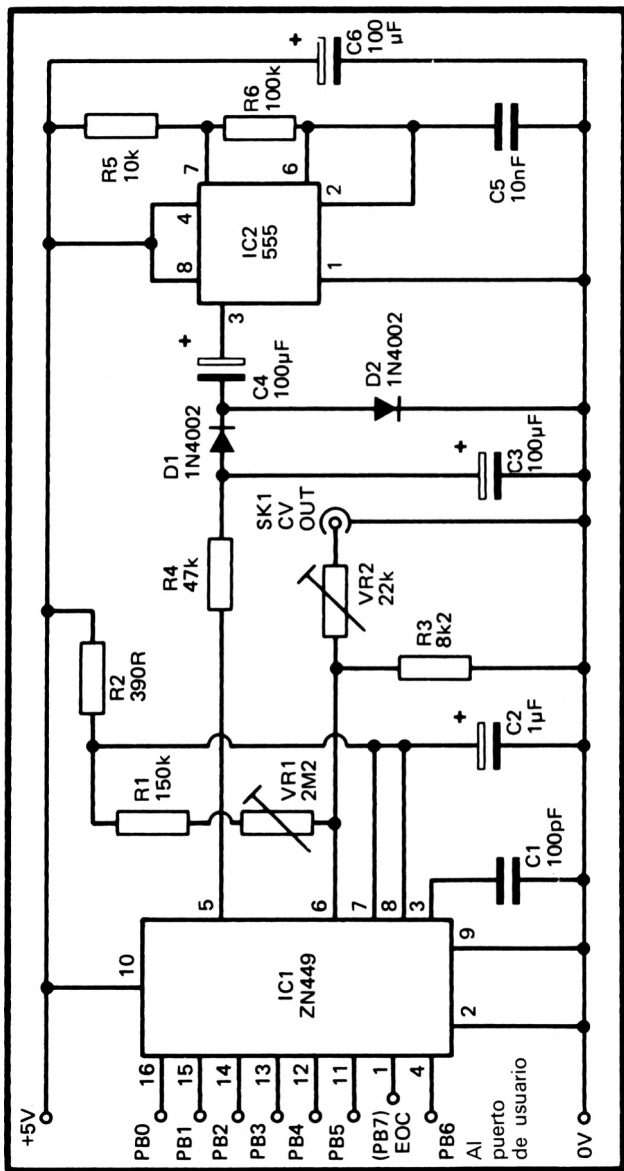 +5V
PB0
PB1
PB2
PB3
PB4
PB5
(PB7)
EOC
PB6
Al
puerto
de usuario
0V
16
15
14
13
12
11
1
4
10
IC1
ZN449
5
6
7
8
3
9
2
R1
150k
VR1
2M2
R2
390R
C1
100pF
C2
1µF
+
R3
8k2
VR2
22k
SK1
CV
OUT
R4
47k
D1
1N4002
C3
100µF
+
D2
1N4002
C4
100µF
+
3
8
4
7
6
2
1
IC2
555
R5
10k
R6
100k
C5
10nF
C6
100
µF
+